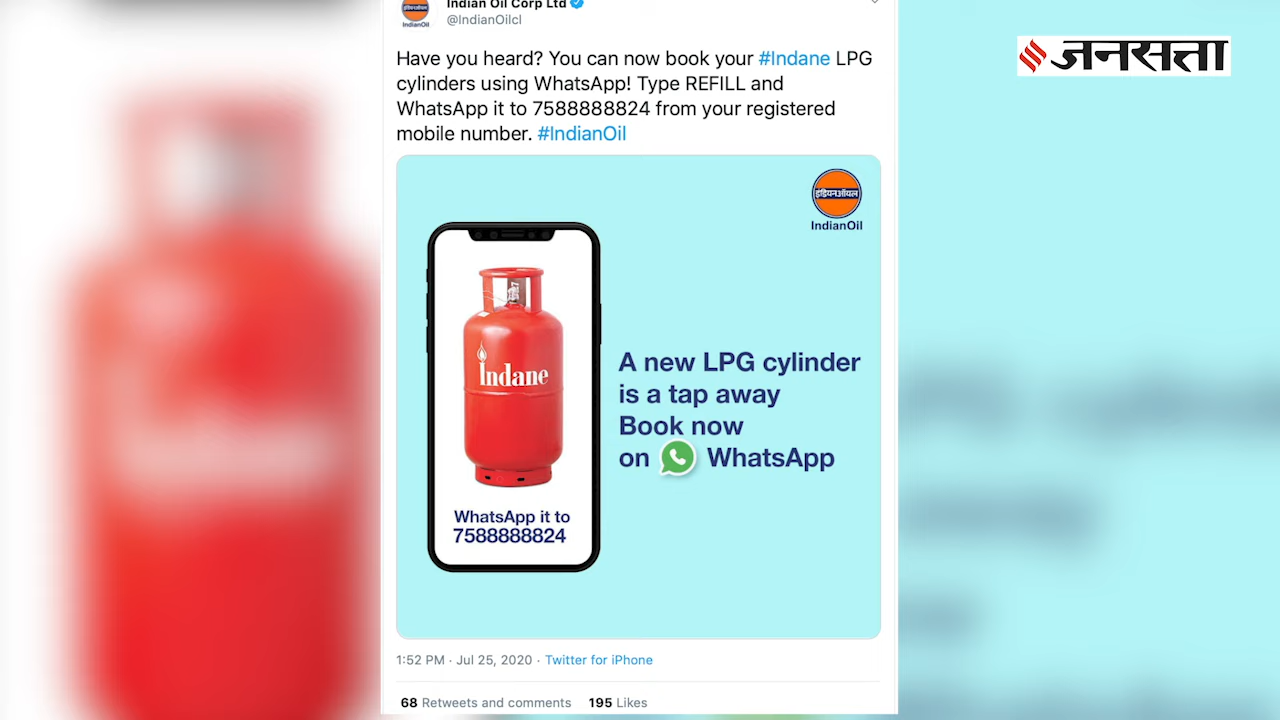 Indian Oil Corp Ltd
IndianOil
@IndianOilcl
जनसत्ता
Have you heard? You can now book your #Indane LPG
cylinders using WhatsApp! Type REFILL and
WhatsApp it to 7588888824 from your registered
mobile number. #IndianOil
इंडियनऑयल
IndianOil
Indane
WhatsApp it to
7588888824
A new LPG cylinder
is a tap away
Book now
on WhatsApp
1:52 PM · Jul 25, 2020 · Twitter for iPhone
68 Retweets and comments 195 Likes